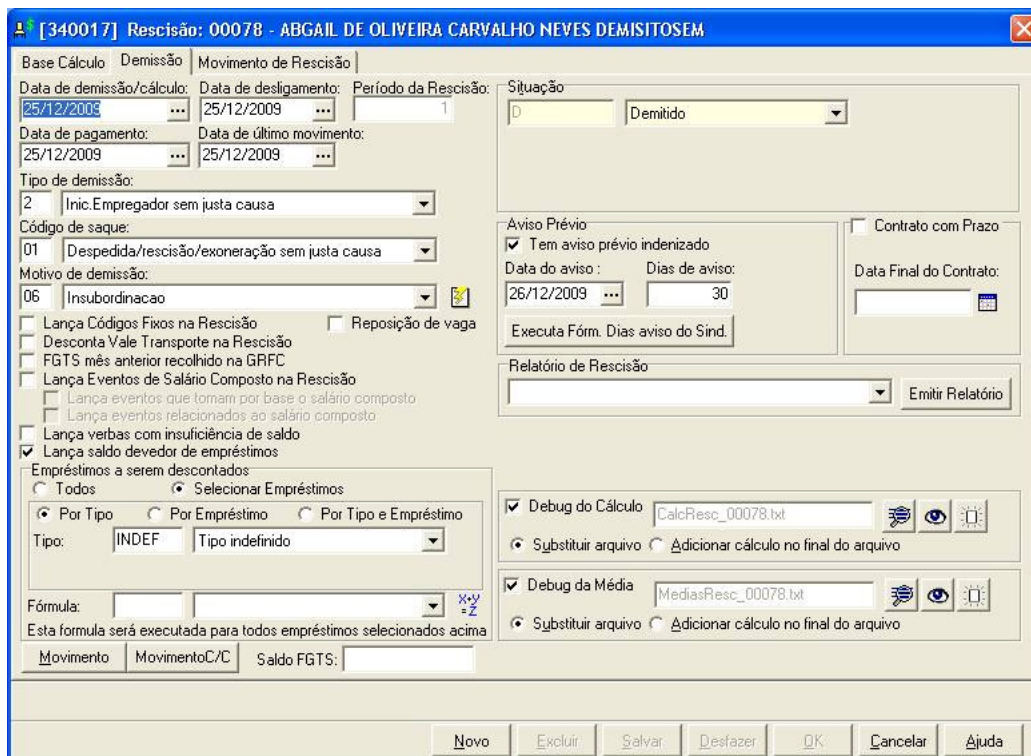 [340017] Rescisão: 00078 - ABGAIL DE OLIVEIRA CARVALHO NEVES DEMISITOSEM
Base Cálculo Demissão Movimento de Rescisão
Data de demissão/cálculo: Data de desligamento: Período da Rescisão:
25/12/2009 ... 25/12/2009 ... 1
Data de pagamento: Data de último movimento:
25/12/2009 ... 25/12/2009 ...
Tipo de demissão:
2 Inic.Empregador sem justa causa
Código de saque:
01 Despedida/rescisão/exoneração sem justa causa
Motivo de demissão:
06 Insubordinacao
Lança Códigos Fixos na Rescisão Reposição de vaga
Desconta Vale Transporte na Rescisão
FGTS mês anterior recolhido na GRFC
Lança Eventos de Salário Composto na Rescisão
Lança eventos que tomam por base o salário composto
Lança eventos relacionados ao salário composto
Lança verbas com insuficiência de saldo
Lança saldo devedor de empréstimos
Empréstimos a serem descontados
Todos Selecionar Empréstimos
Por Tipo Por Empréstimo Por Tipo e Empréstimo
Tipo: INDEF Tipo indefinido
Fórmula: X+Y =Z
Esta formula será executada para todos empréstimos selecionados acima
Movimento MovimentoC/C Saldo FGTS:
Situação
D Demitido
Aviso Prévio
Tem aviso prévio indenizado
Data do aviso : Dias de aviso:
26/12/2009 ... 30
Executa Fórm. Dias aviso do Sind.
Contrato com Prazo
Data Final do Contrato:
Relatório de Rescisão
Emitir Relatório
Debug do Cálculo CalcResc_00078.txt
Substituir arquivo Adicionar cálculo no final do arquivo
Debug da Média MediasResc_00078.txt
Substituir arquivo Adicionar cálculo no final do arquivo
Novo Excluir Salvar Desfazer OK Cancelar Ajuda